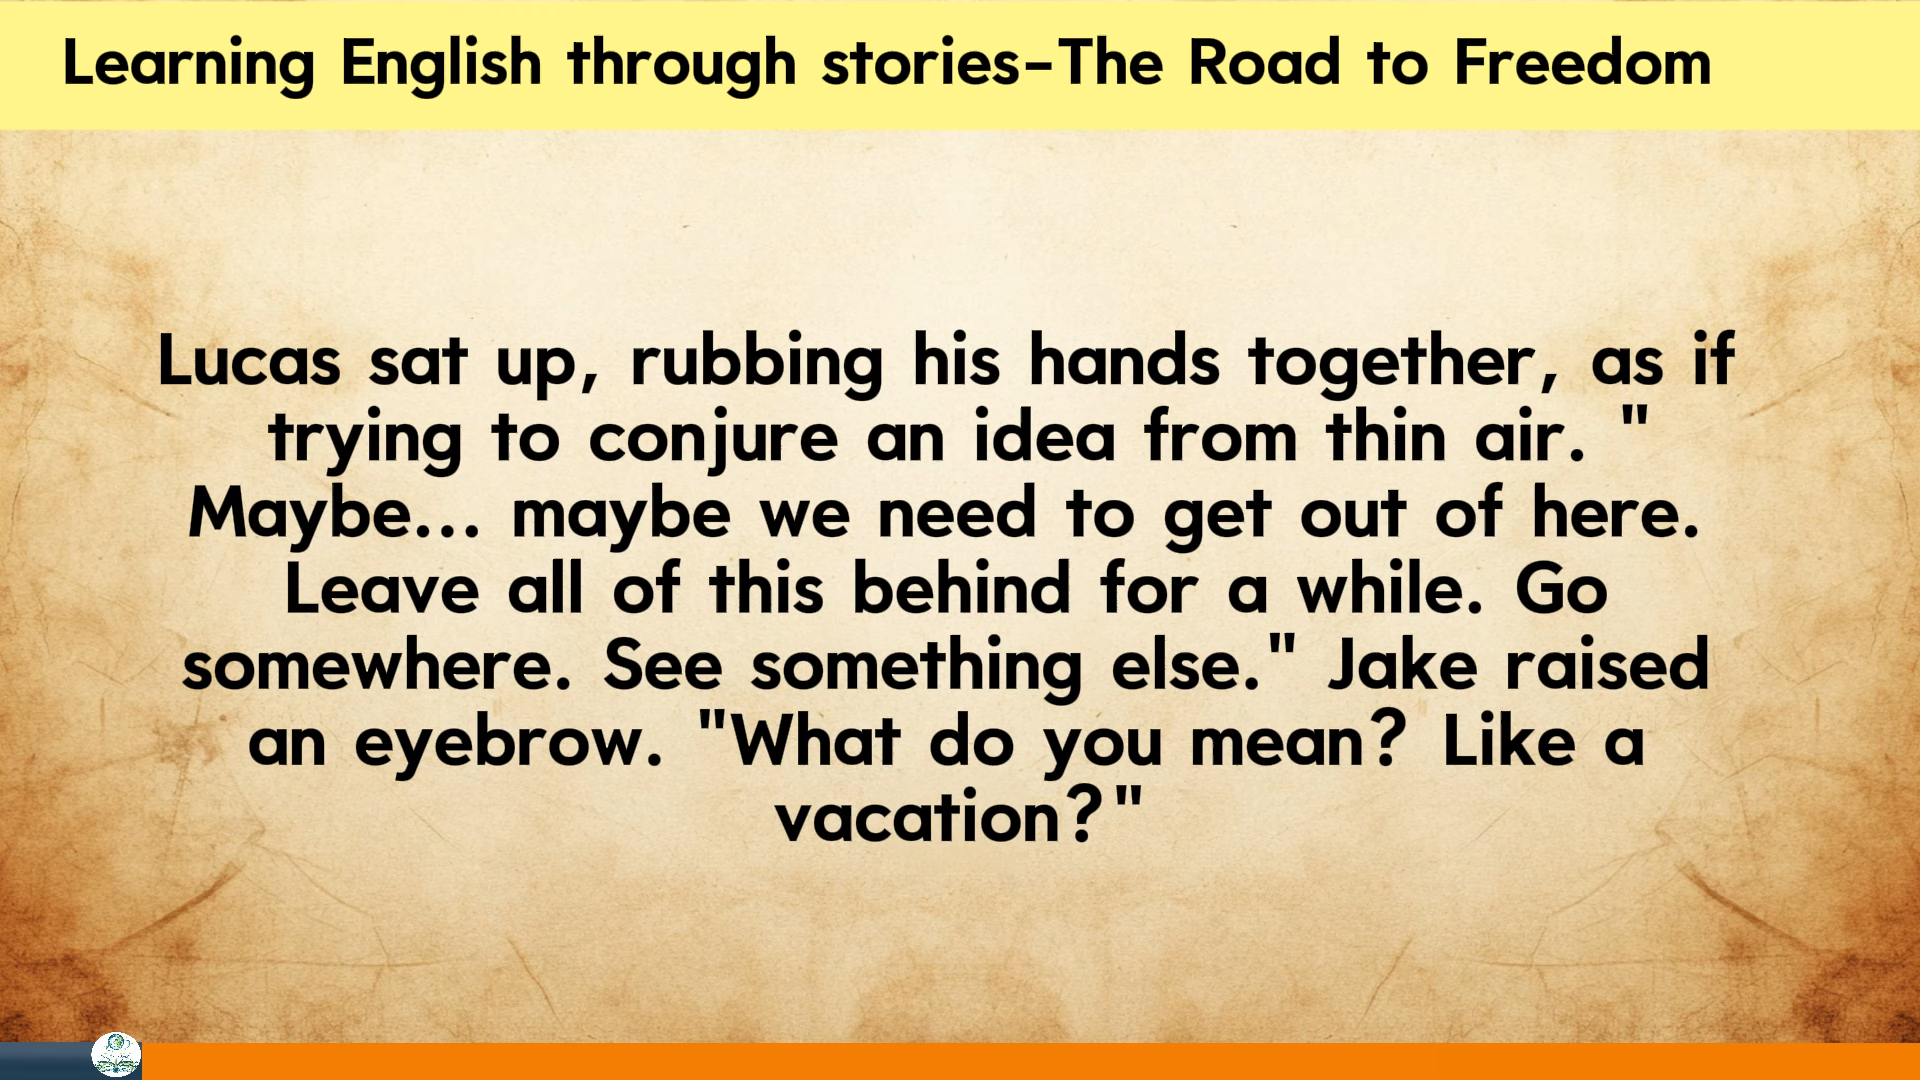 Learning English through stories-The Road to Freedom
Lucas sat up, rubbing his hands together, as if
trying to conjure an idea from thin air. "
Maybe... maybe we need to get out of here.
Leave all of this behind for a while. Go
somewhere. See something else." Jake raised
an eyebrow. "What do you mean? Like a
vacation?"